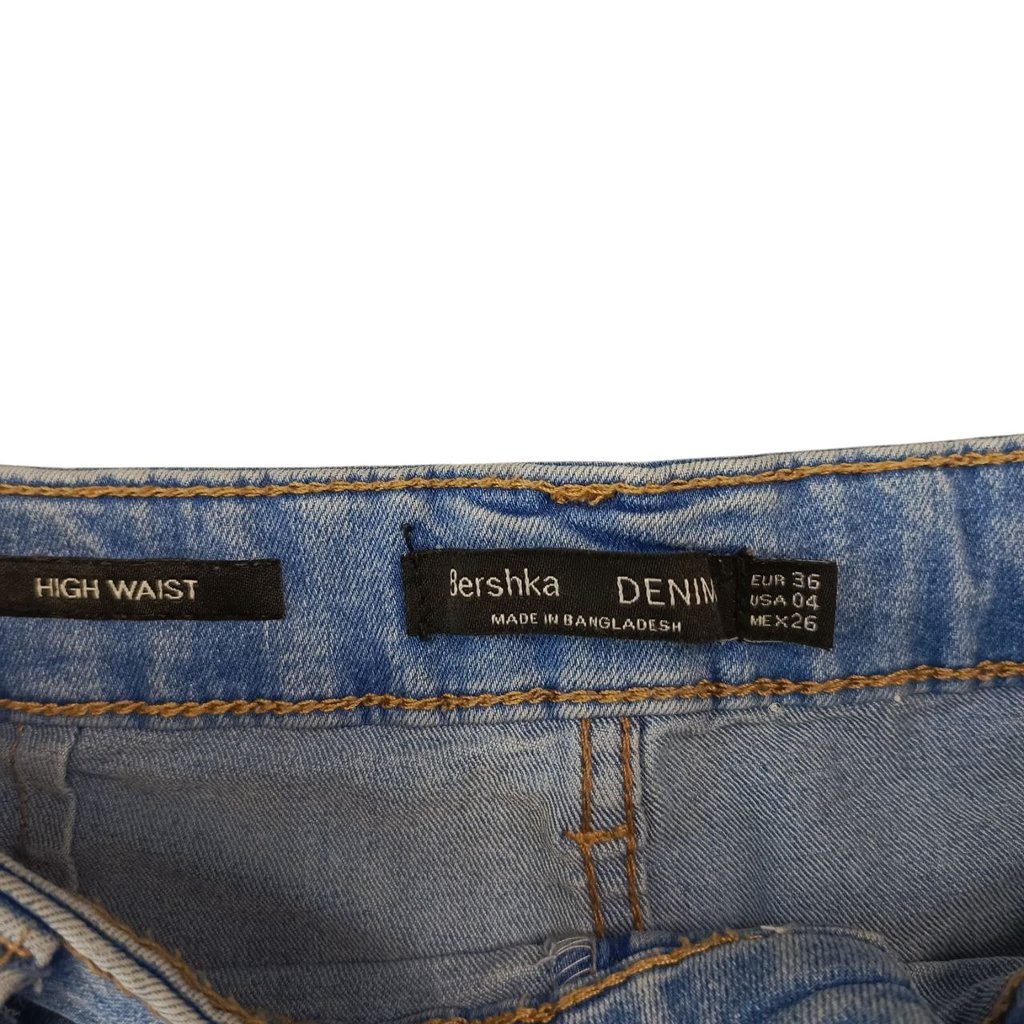 HIGH WAIST
Bershka DENIM
MADE IN BANGLADESH
EUR 36
USA 04
MEX 26